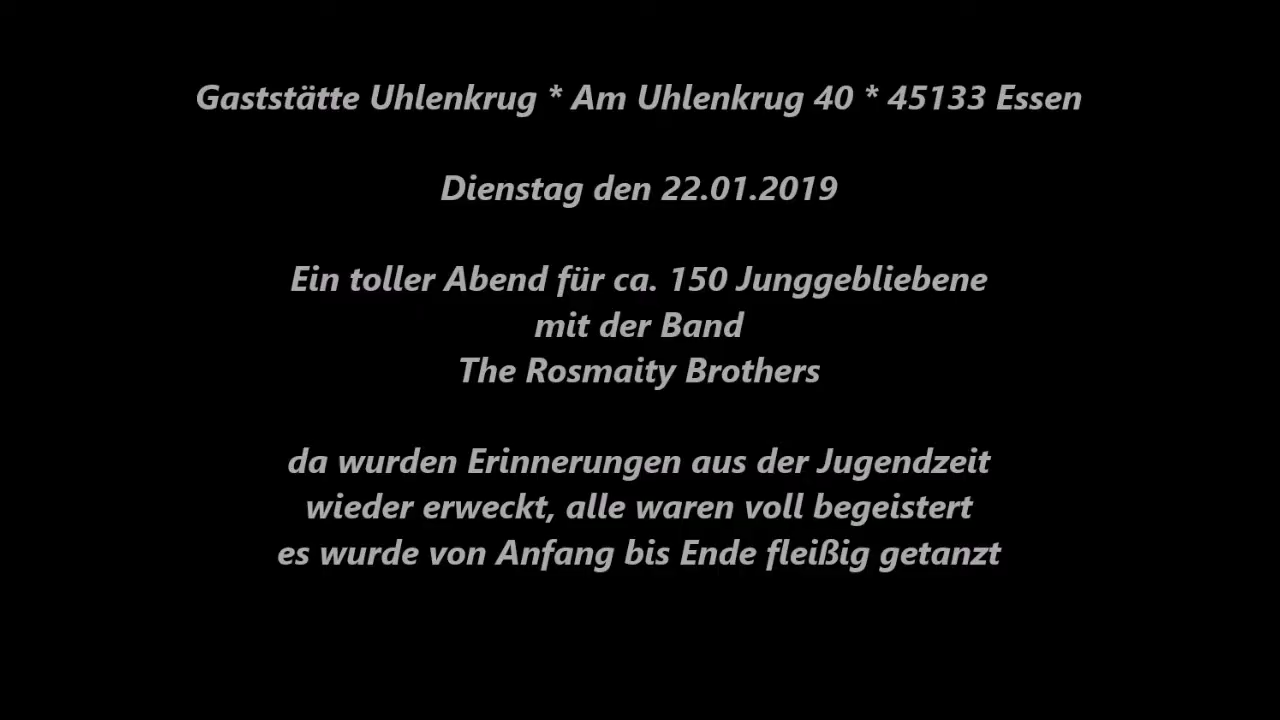 Gaststätte Uhlenkrug * Am Uhlenkrug 40 * 45133 Essen
Dienstag den 22.01.2019
Ein toller Abend für ca. 150 Junggebliebene
mit der Band
The Rosmaity Brothers
da wurden Erinnerungen aus der Jugendzeit
wieder erweckt, alle waren voll begeistert
es wurde von Anfang bis Ende fleißig getanzt